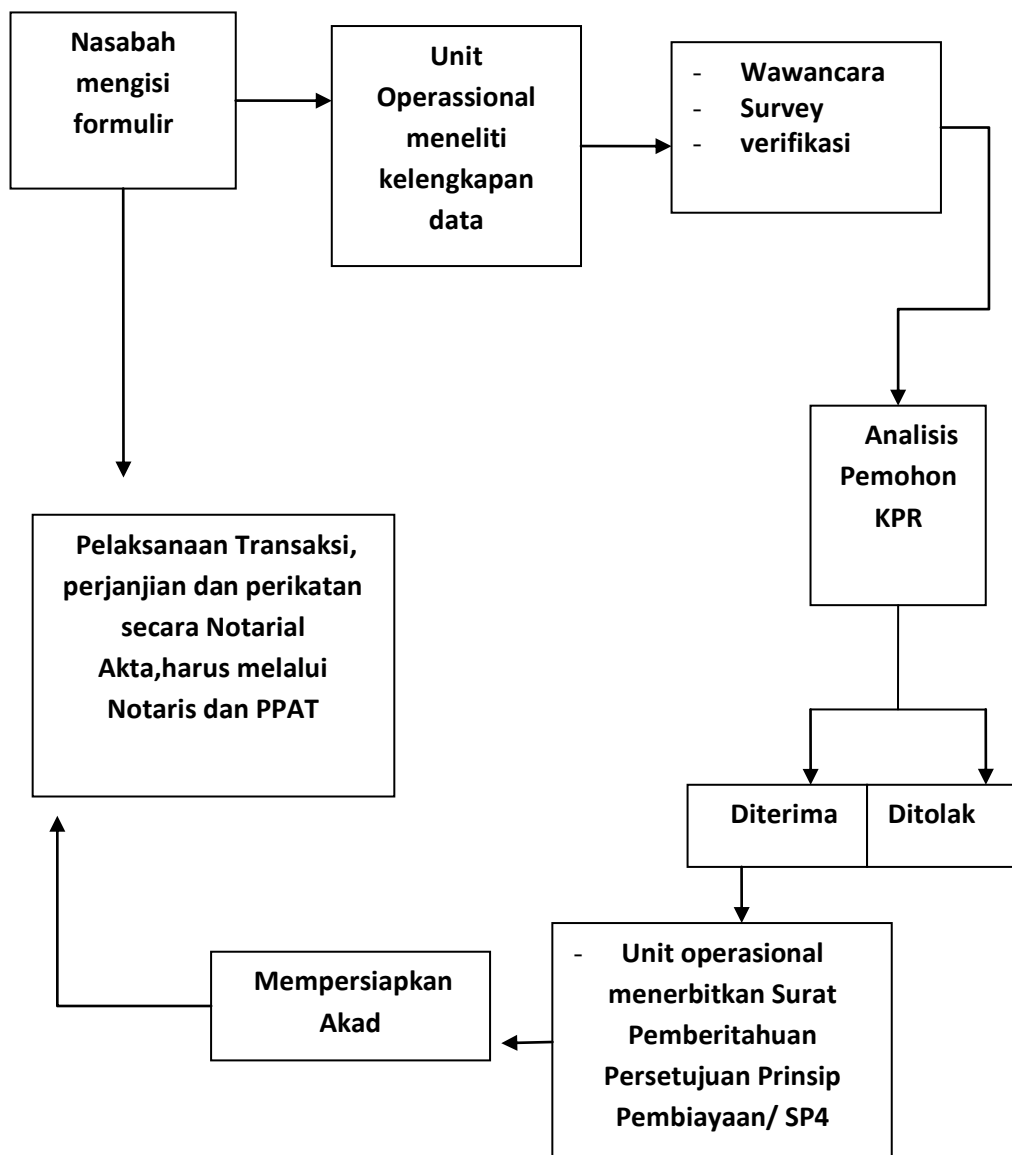 Nasabah
mengisi
formulir
Unit
Operassional
meneliti
kelengkapan
data
- Wawancara
- Survey
- verifikasi
Analisis
Pemohon
KPR
Diterima
Ditolak
- Unit operasional
menerbitkan Surat
Pemberitahuan
Persetujuan Prinsip
Pembiayaan/ SP4
Mempersiapkan
Akad
Pelaksanaan Transaksi,
perjanjian dan perikatan
secara Notarial
Akta,harus melalui
Notaris dan PPAT